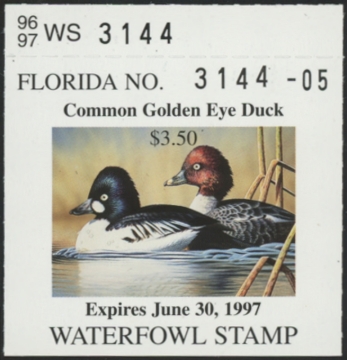 96
97 WS 3144
FLORIDA NO. 3144 -05
Common Golden Eye Duck
$3.50
Expires June 30, 1997
WATERFOWL STAMP